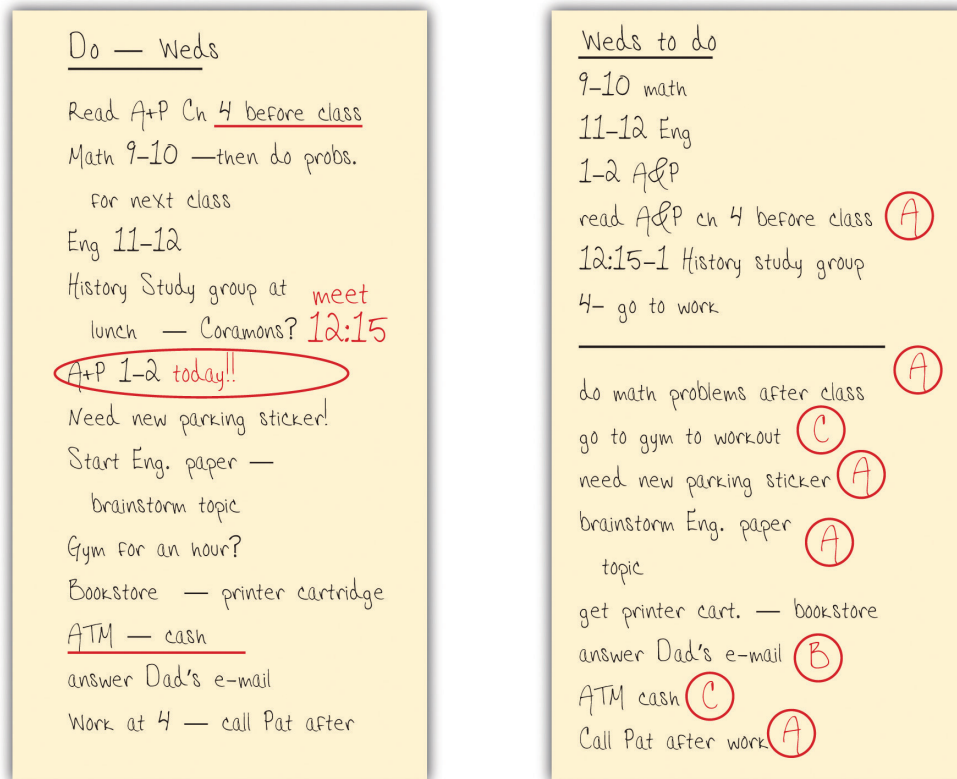 Do — Weds
Read A+P Ch 4 before class
Math 9–10 —then do probs.
for next class
Eng 11–12
History Study group at meet
lunch — Coramons? 12:15
A+P 1–2 today!!
Need new parking sticker!
Start Eng. paper —
brainstorm topic
Gym for an hour?
Bookstore — printer cartridge
ATM — cash
answer Dad's e-mail
Work at 4 — call Pat after
Weds to do
9–10 math
11–12 Eng
1–2 A&P
read A&P ch 4 before class A
12:15–1 History study group
4– go to work
do math problems after class A
go to gym to workout C
need new parking sticker A
brainstorm Eng. paper A
topic
get printer cart. — bookstore
answer Dad's e-mail B
ATM cash C
Call Pat after work A